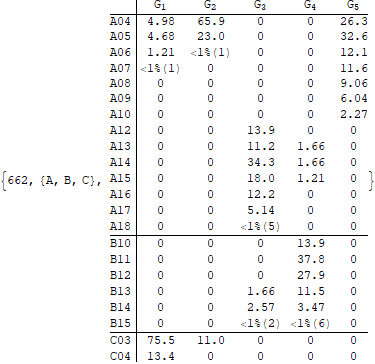 G1 G2 G3 G4 G5
A04 4.98 65.9 0 0 26.3
A05 4.68 23.0 0 0 32.6
A06 1.21 <1%(1) 0 0 12.1
A07 <1%(1) 0 0 0 11.6
A08 0 0 0 0 9.06
A09 0 0 0 0 6.04
A10 0 0 0 0 2.27
A12 0 0 13.9 0 0
A13 0 0 11.2 1.66 0
A14 0 0 34.3 1.66 0
{662, {A, B, C}, A15 0 0 18.0 1.21 0 }
A16 0 0 12.2 0 0
A17 0 0 5.14 0 0
A18 0 0 <1%(5) 0 0
B10 0 0 0 13.9 0
B11 0 0 0 37.8 0
B12 0 0 0 27.9 0
B13 0 0 1.66 11.5 0
B14 0 0 2.57 3.47 0
B15 0 0 <1%(2) <1%(6) 0
C03 75.5 11.0 0 0 0
C04 13.4 0 0 0 0